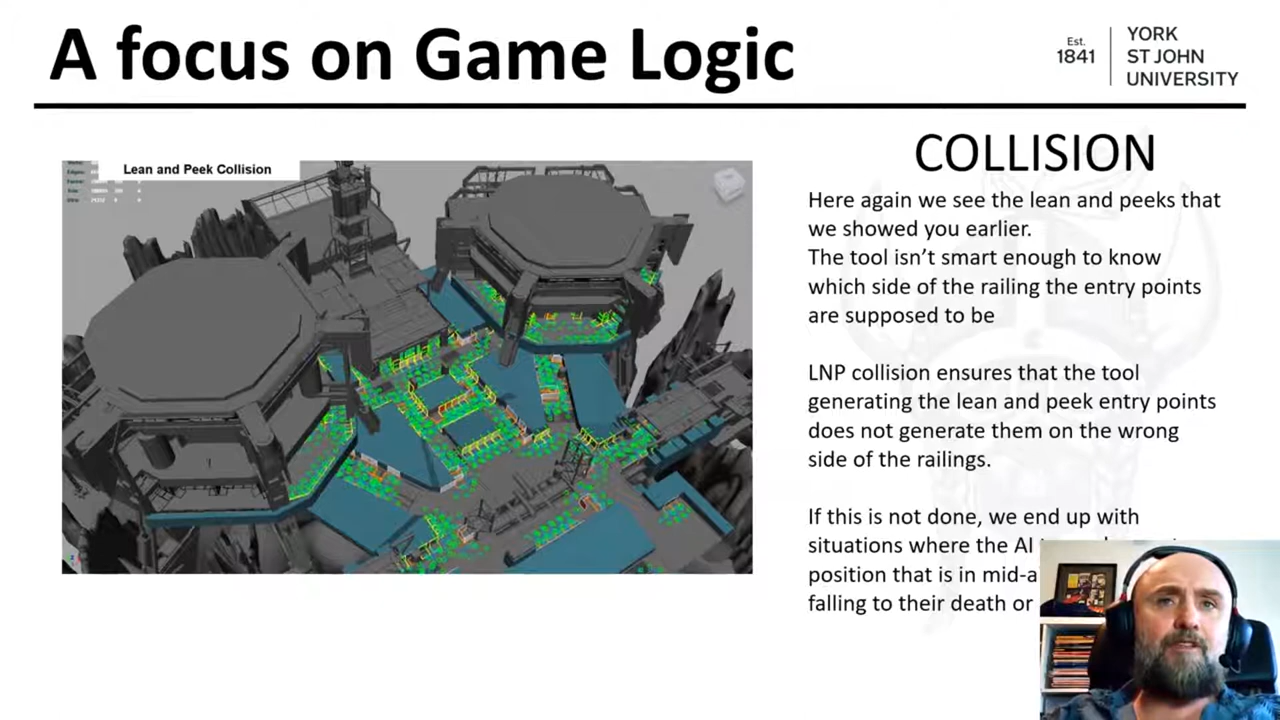 A focus on Game Logic
Est.
1841
YORK
ST JOHN
UNIVERSITY
Lean and Peek Collision
COLLISION
Here again we see the lean and peeks that
we showed you earlier.
The tool isn’t smart enough to know
which side of the railing the entry points
are supposed to be
LNP collision ensures that the tool
generating the lean and peek entry points
does not generate them on the wrong
side of the railings.
If this is not done, we end up with
situations where the AI
position that is in mid-a
falling to their death or